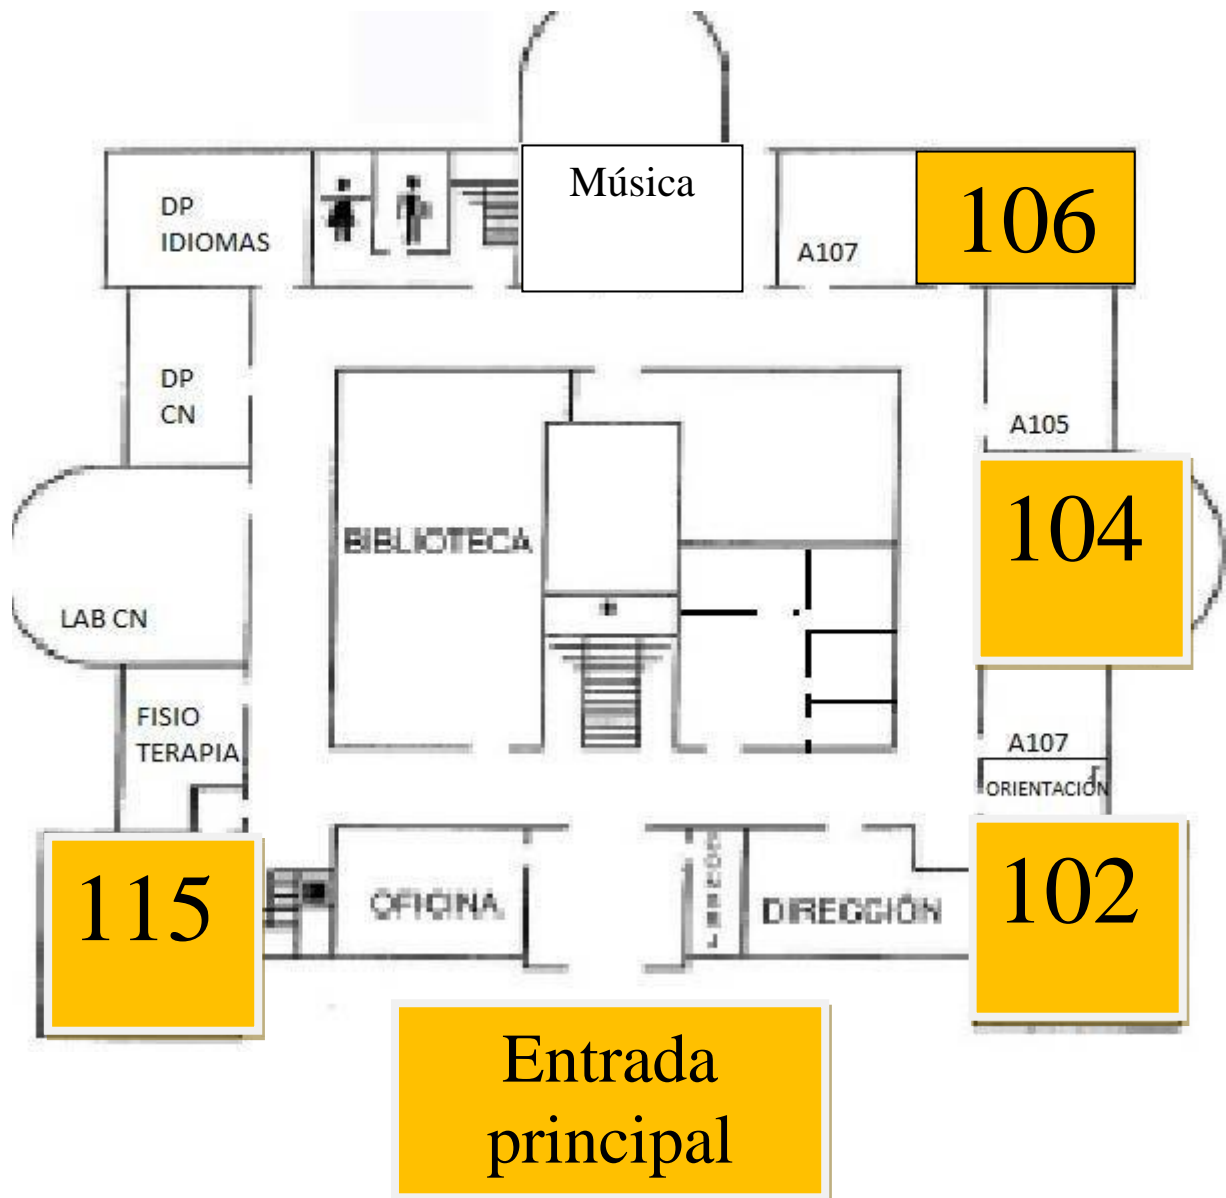 Música
DP
IDIOMAS
A107
106
DP
CN
A105
BIBLIOTECA
104
LAB CN
FISIO
TERAPIA
A107
ORIENTACIÓN
115
OFICINA
DIRECCIÓN
102
Entrada
principal